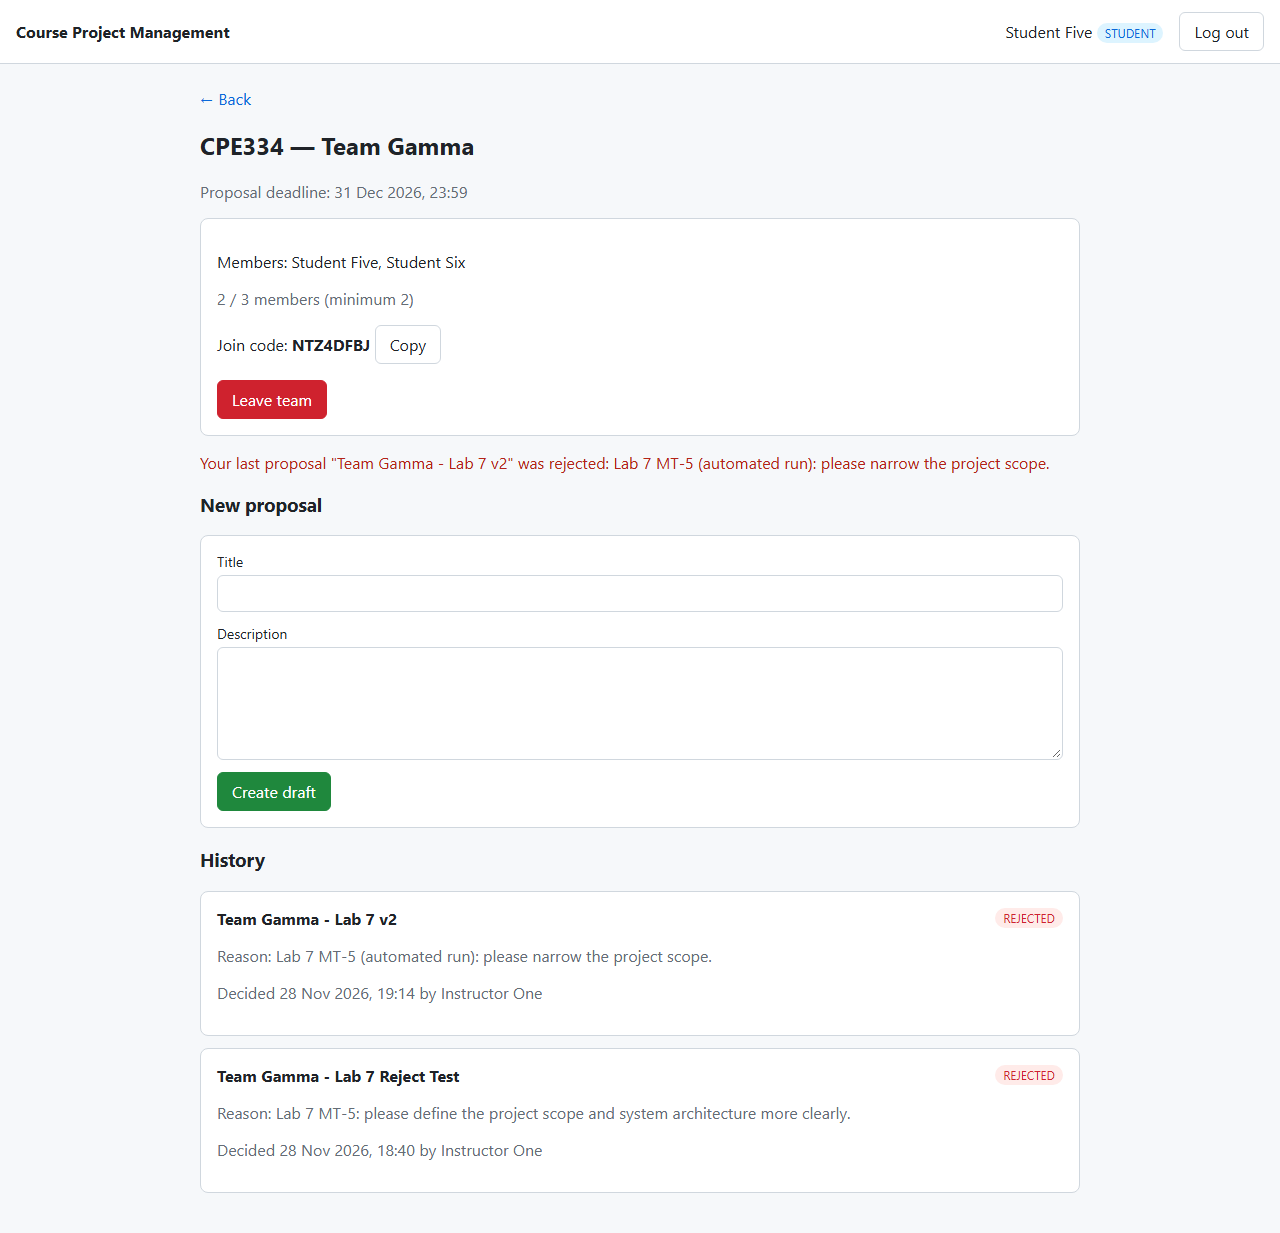 Course Project Management
Student Five STUDENT Log out
← Back
CPE334 — Team Gamma
Proposal deadline: 31 Dec 2026, 23:59
Members: Student Five, Student Six
2 / 3 members (minimum 2)
Join code: NTZ4DFBJ Copy
Leave team
Your last proposal "Team Gamma - Lab 7 v2" was rejected: Lab 7 MT-5 (automated run): please narrow the project scope.
New proposal
Title
Description
Create draft
History
Team Gamma - Lab 7 v2 REJECTED
Reason: Lab 7 MT-5 (automated run): please narrow the project scope.
Decided 28 Nov 2026, 19:14 by Instructor One
Team Gamma - Lab 7 Reject Test REJECTED
Reason: Lab 7 MT-5: please define the project scope and system architecture more clearly.
Decided 28 Nov 2026, 18:40 by Instructor One